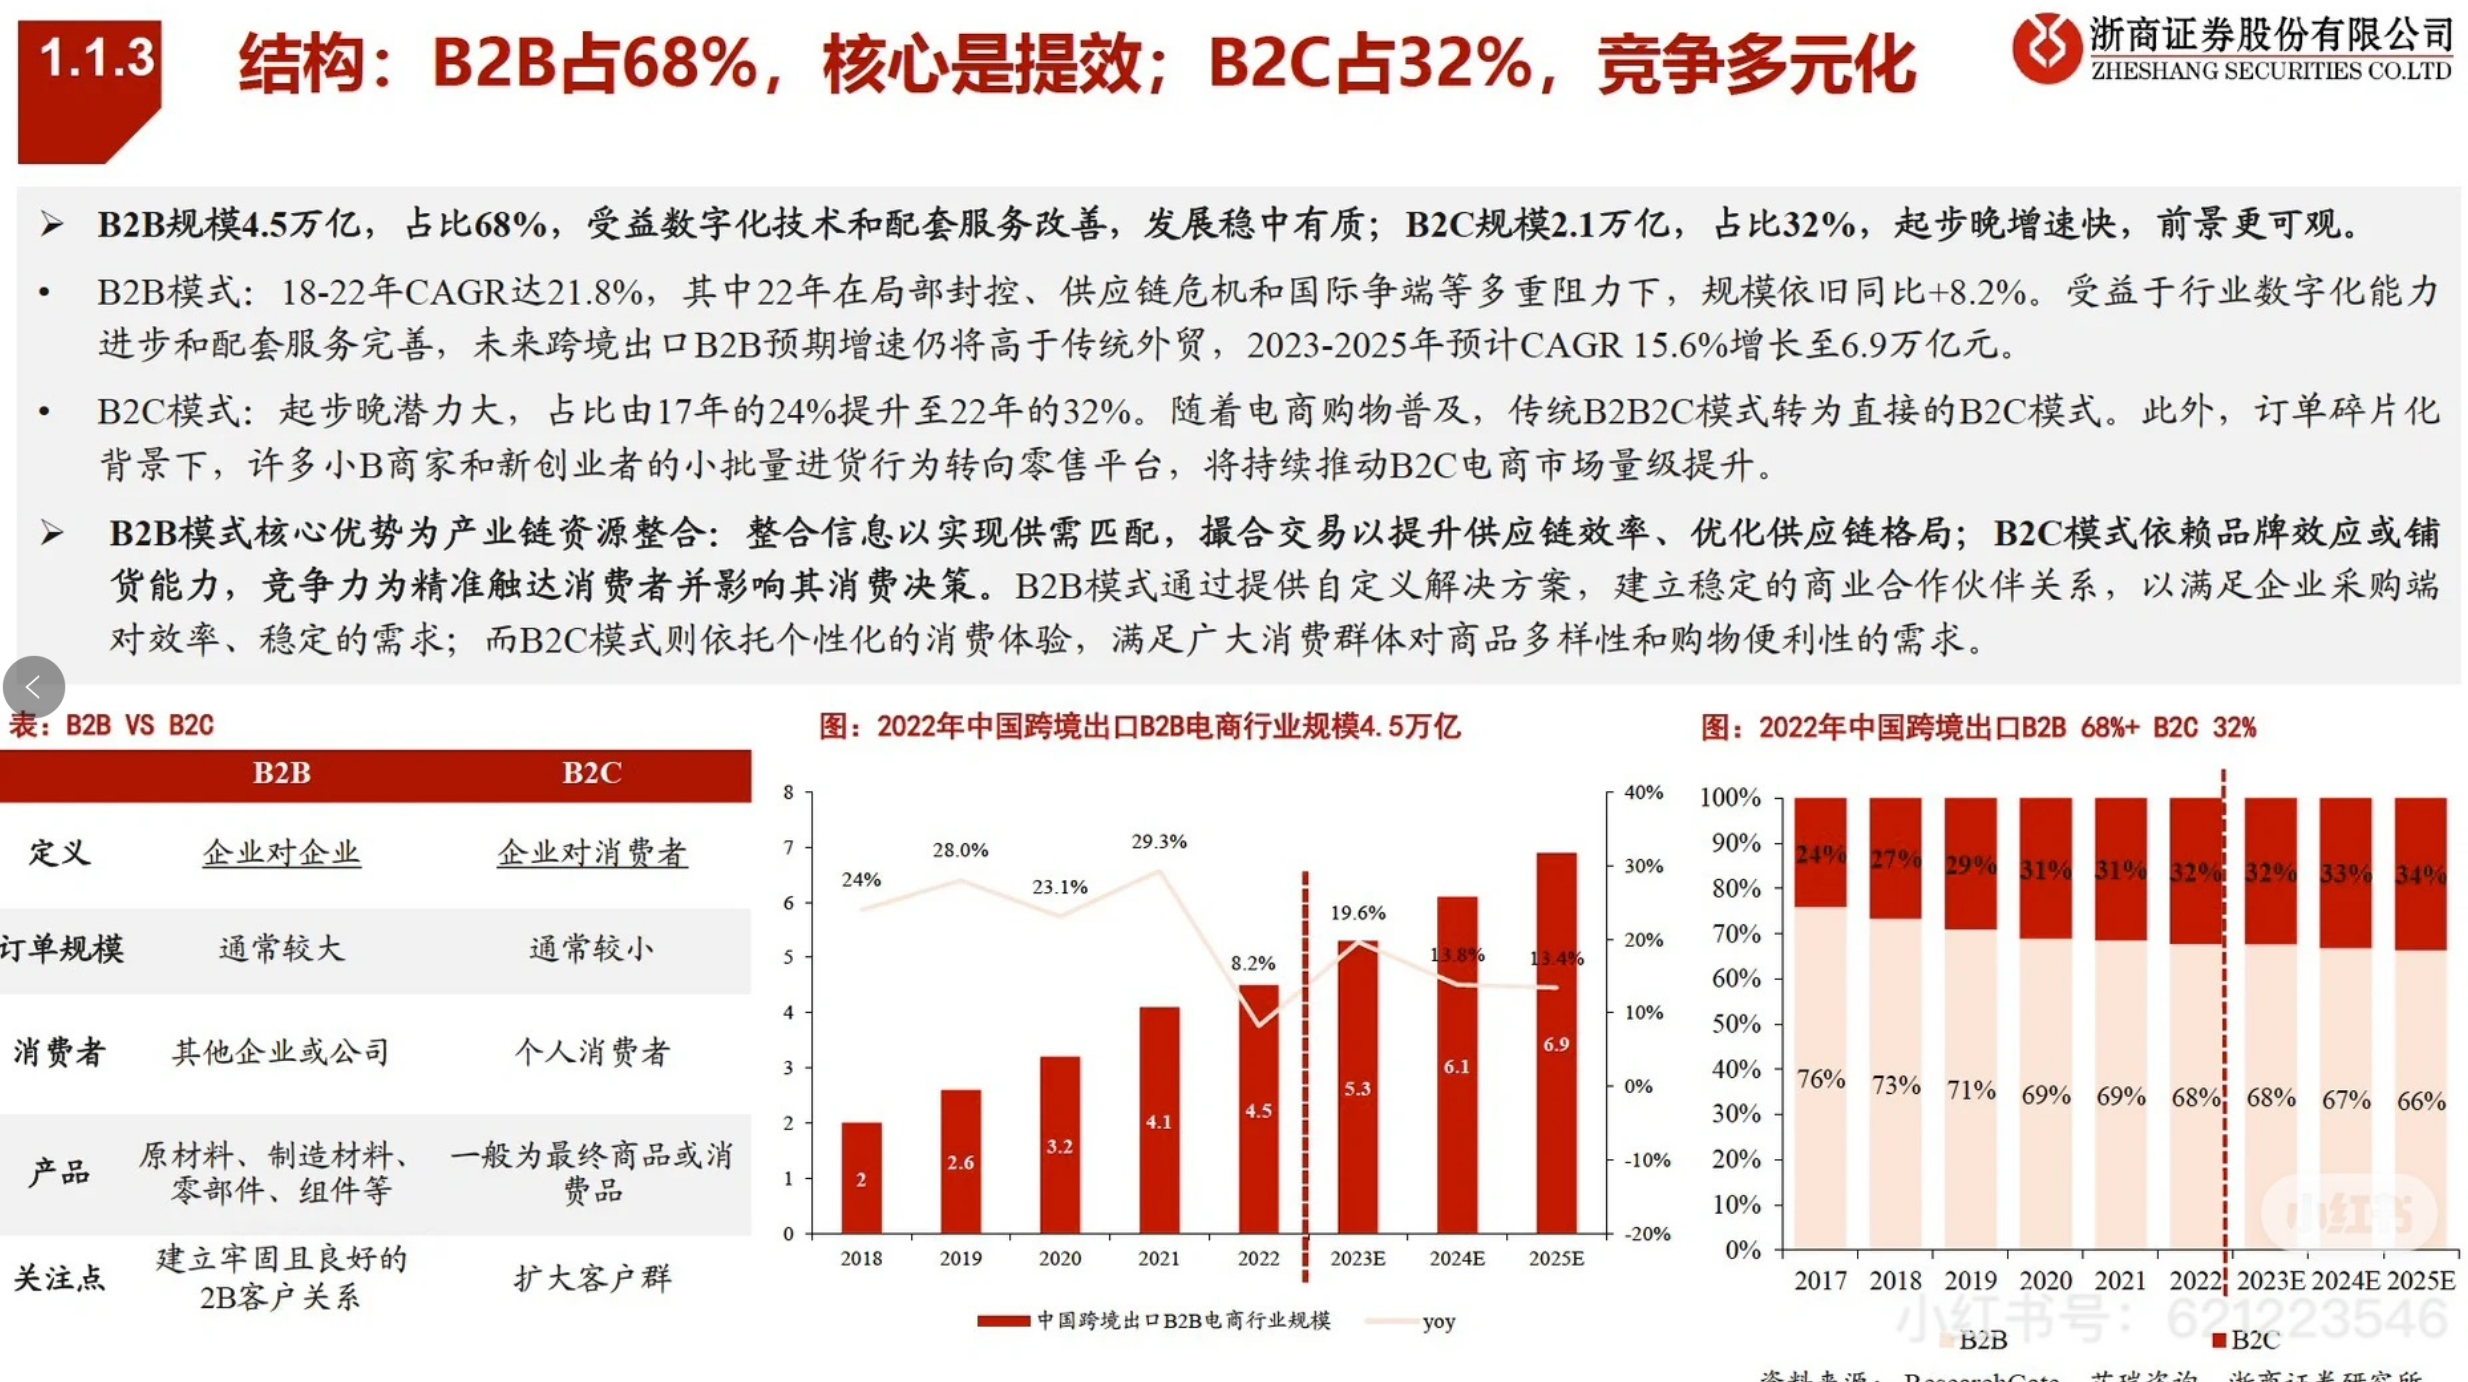 1.1.3
结构：B2B占68%，核心是提效；B2C占32%，竞争多元化
浙商证券股份有限公司
ZHESHANG SECURITIES CO.LTD
➢ B2B规模4.5万亿，占比68%，受益数字化技术和配套服务改善，发展稳中有质；B2C规模2.1万亿，占比32%，起步晚增速快，前景更可观。
• B2B模式：18-22年CAGR达21.8%，其中22年在局部封控、供应链危机和国际争端等多重阻力下，规模依旧同比+8.2%。受益于行业数字化能力
进步和配套服务完善，未来跨境出口B2B预期增速仍将高于传统外贸，2023-2025年预计CAGR 15.6%增长至6.9万亿元。
• B2C模式：起步晚潜力大，占比由17年的24%提升至22年的32%。随着电商购物普及，传统B2B2C模式转为直接的B2C模式。此外，订单碎片化
背景下，许多小B商家和新创业者的小批量进货行为转向零售平台，将持续推动B2C电商市场量级提升。
➢ B2B模式核心优势为产业链资源整合：整合信息以实现供需匹配，撮合交易以提升供应链效率、优化供应链格局；B2C模式依赖品牌效应或铺
货能力，竞争力为精准触达消费者并影响其消费决策。B2B模式通过提供自定义解决方案，建立稳定的商业合作伙伴关系，以满足企业采购端
对效率、稳定的需求；而B2C模式则依托个性化的消费体验，满足广大消费群体对商品多样性和购物便利性的需求。
表：B2B VS B2C
B2B B2C
定义 企业对企业 企业对消费者
订单规模 通常较大 通常较小
消费者 其他企业或公司 个人消费者
产品 原材料、制造材料、 一般为最终商品或消
零部件、组件等 费品
关注点 建立牢固且良好的 扩大客户群
2B客户关系
图：2022年中国跨境出口B2B电商行业规模4.5万亿
8 40%
7 30%
6 20%
5 10%
4 0%
3 -10%
2 -20%
1
0
24% 28.0% 23.1% 29.3% 8.2% 19.6% 13.8% 13.4%
2 2.6 3.2 4.1 4.5 5.3 6.1 6.9
2018 2019 2020 2021 2022 2023E 2024E 2025E
中国跨境出口B2B电商行业规模 yoy
图：2022年中国跨境出口B2B 68%+ B2C 32%
100%
90%
80%
70%
60%
50%
40%
30%
20%
10%
0%
24% 27% 29% 31% 31% 32% 32% 33% 34%
76% 73% 71% 69% 69% 68% 68% 67% 66%
2017 2018 2019 2020 2021 2022 2023E 2024E 2025E
B2B B2C
小红书
小红书号：621223546
资料来源：ResearchGate，艾瑞咨询，浙商证券研究所